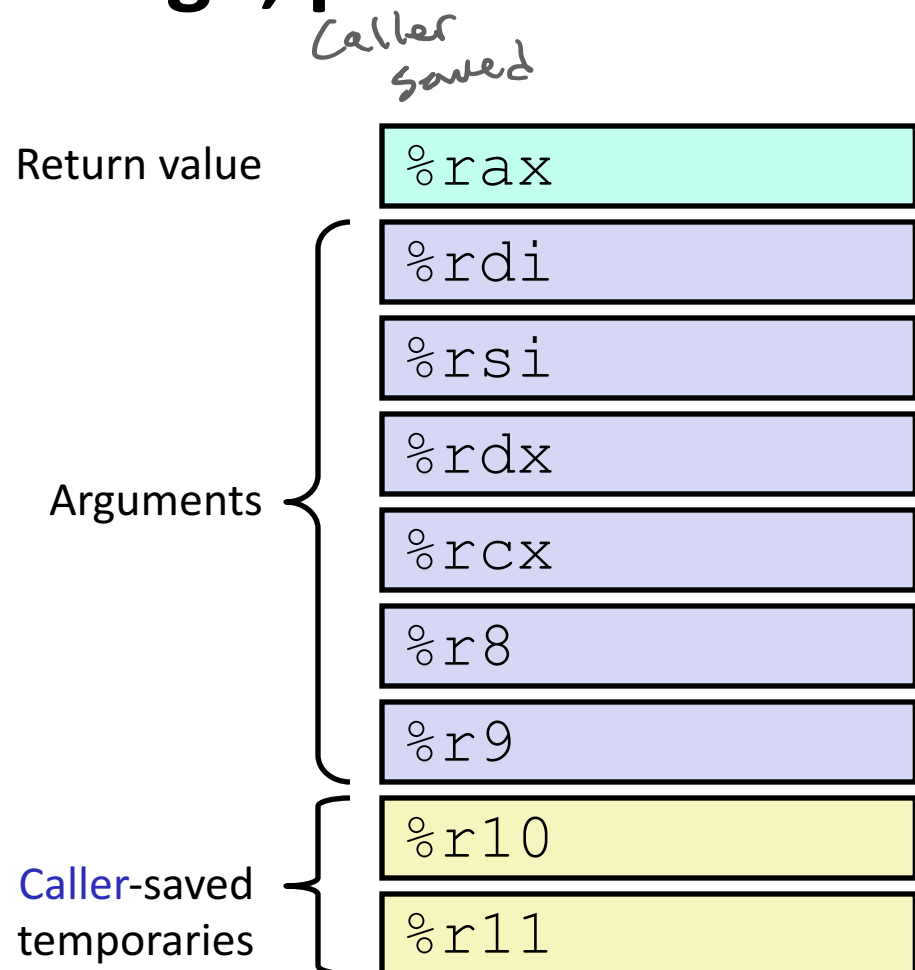 Caller
saved
Return value
%rax
%rdi
%rsi
%rdx
Arguments
%rcx
%r8
%r9
%r10
Caller-saved
temporaries
%r11